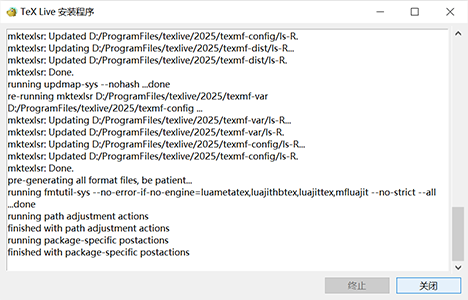 TeX Live 安装程序
mktexlsr: Updated D:/ProgramFiles/texlive/2025/texmf-config/ls-R.
mktexlsr: Updating D:/ProgramFiles/texlive/2025/texmf-dist/ls-R...
mktexlsr: Updated D:/ProgramFiles/texlive/2025/texmf-dist/ls-R.
mktexlsr: Done.
running updmap-sys --nohash ...done
re-running mktexlsr D:/ProgramFiles/texlive/2025/texmf-var
D:/ProgramFiles/texlive/2025/texmf-config ...
mktexlsr: Updating D:/ProgramFiles/texlive/2025/texmf-var/ls-R...
mktexlsr: Updated D:/ProgramFiles/texlive/2025/texmf-var/ls-R.
mktexlsr: Updating D:/ProgramFiles/texlive/2025/texmf-config/ls-R...
mktexlsr: Updated D:/ProgramFiles/texlive/2025/texmf-config/ls-R.
mktexlsr: Done.
pre-generating all format files, be patient...
running fmtutil-sys --no-error-if-no-engine=luametatex,luajithbtex,luajittex,mfluajit --no-strict --all
...done
running path adjustment actions
finished with path adjustment actions
running package-specific postactions
finished with package-specific postactions
终止
关闭